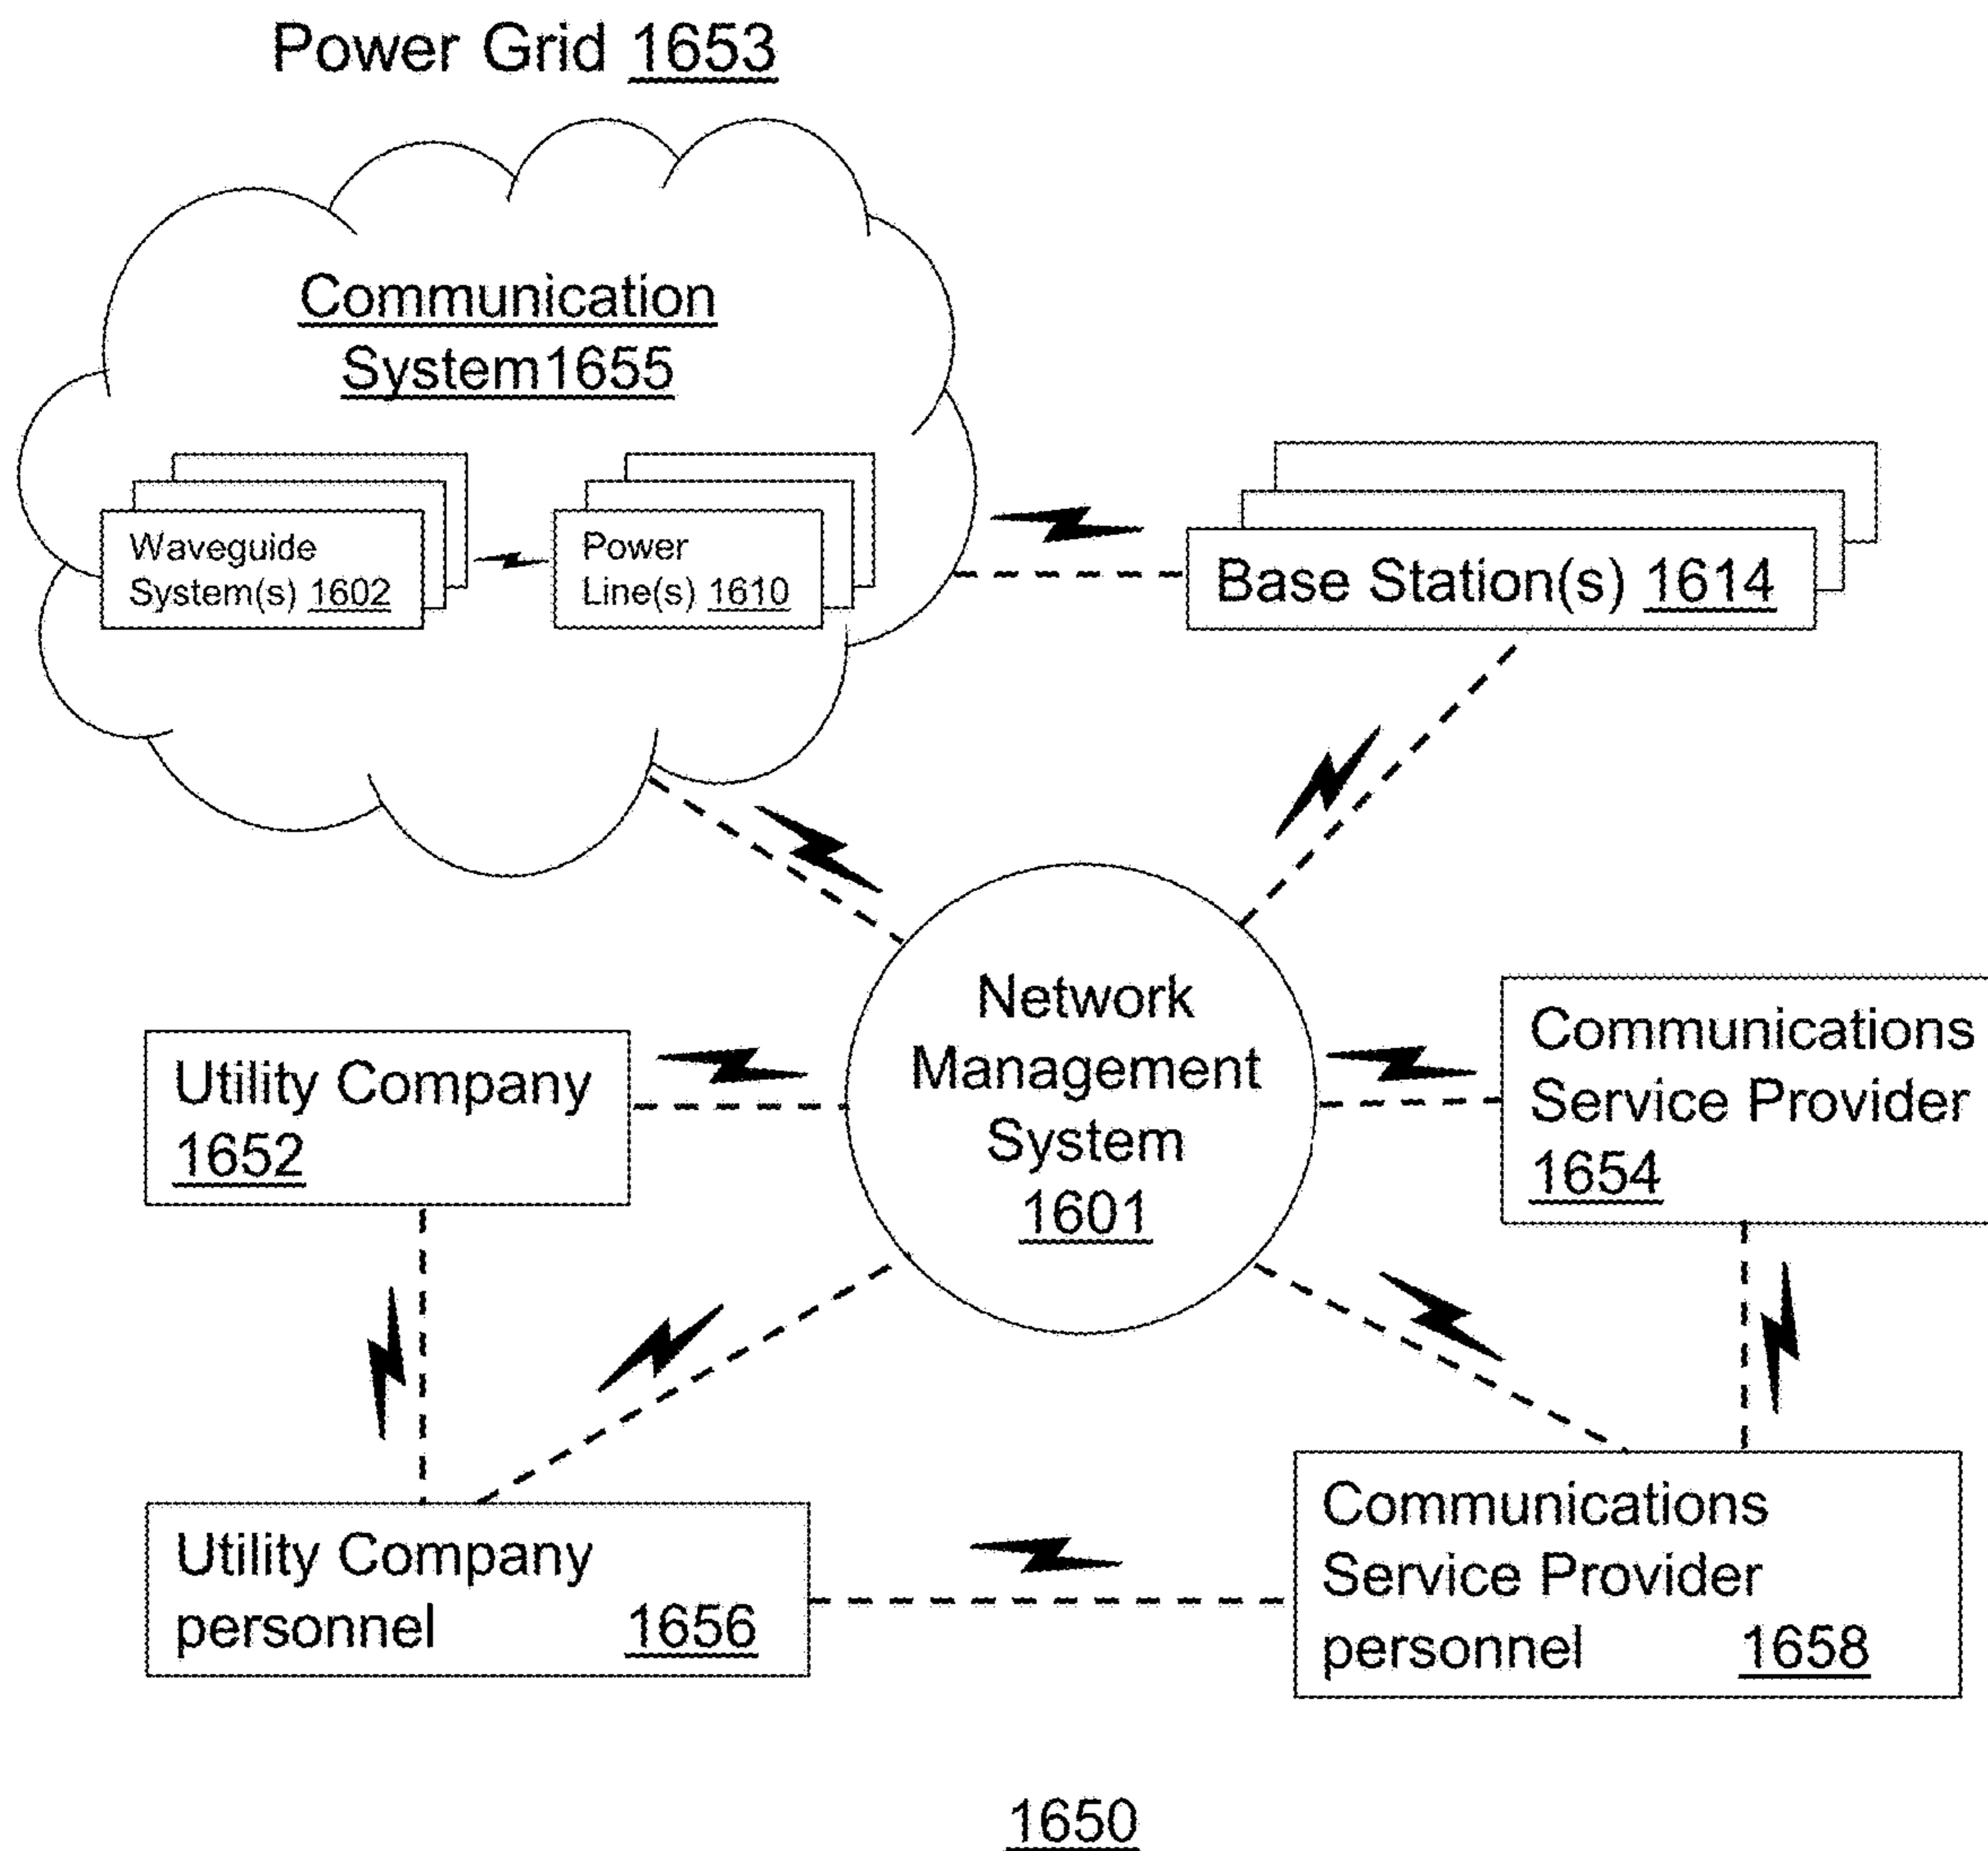 Power Grid 1653
Communication
System1655
Waveguide
System(s) 1602
Power
Line(s) 1610
Base Station(s) 1614
Network
Management
System
1601
Utility Company
1652
Communications
Service Provider
1654
Utility Company
personnel 1656
Communications
Service Provider
personnel 1658
1650